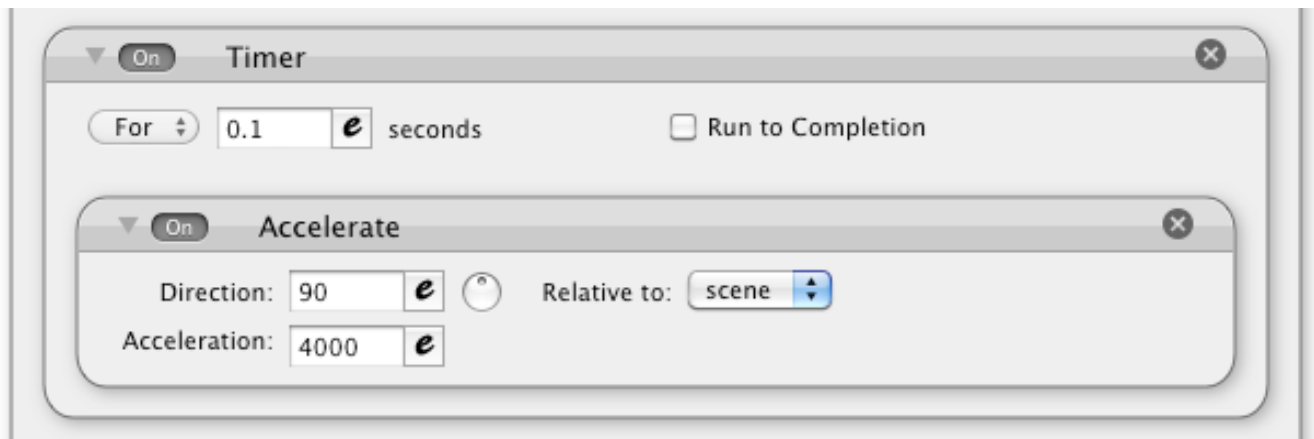 On Timer
For 0.1 e seconds Run to Completion
On Accelerate
Direction: 90 e Relative to: scene
Acceleration: 4000 e